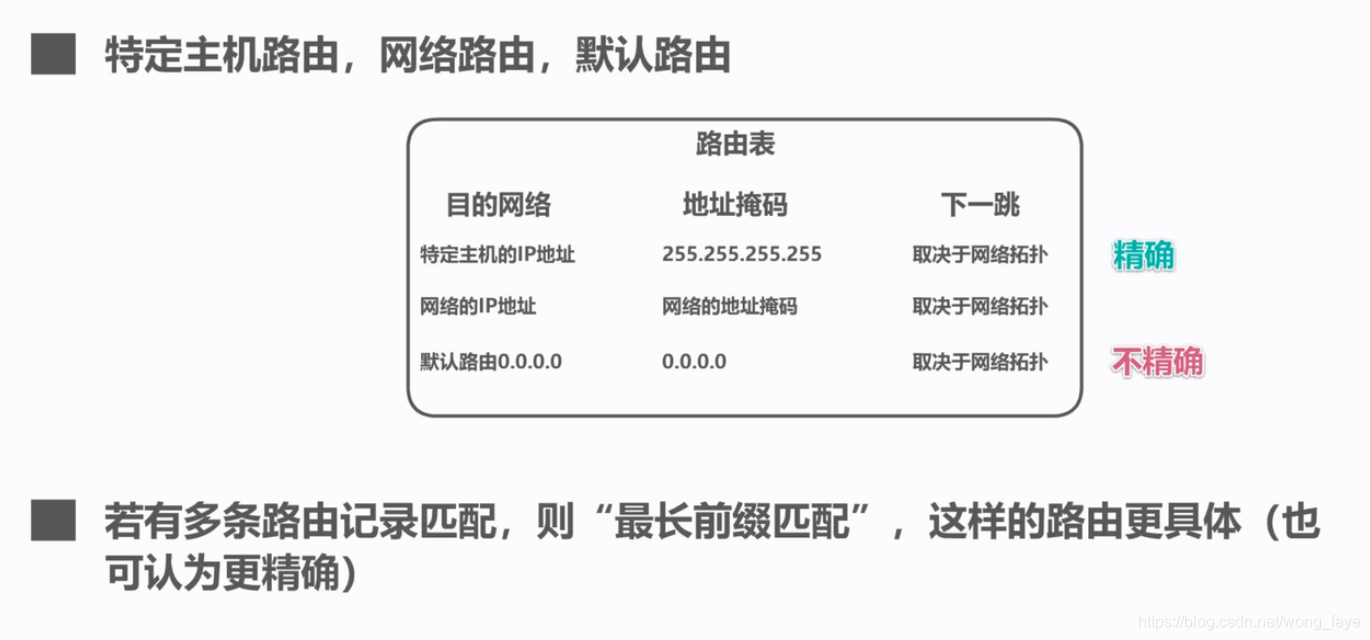 特定主机路由，网络路由，默认路由
路由表
目的网络 地址掩码 下一跳
特定主机的IP地址 255.255.255.255 取决于网络拓扑 精确
网络的IP地址 网络的地址掩码 取决于网络拓扑
默认路由0.0.0.0 0.0.0.0 取决于网络拓扑 不精确
若有多条路由记录匹配，则“最长前缀匹配”，这样的路由更具体（也
可认为更精确）
https://blog.csdn.net/wong_faye